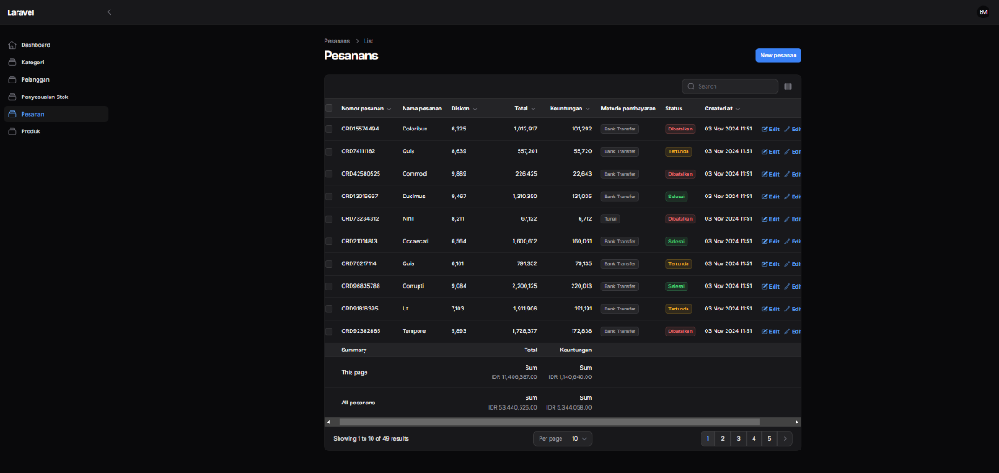 Laravel
EM
Dashboard
Kategori
Pelanggan
Penyesuaian Stok
Pesanan
Produk
Pesanans > List
Pesanans
New pesanan
Search
Nomor pesanan Nama pesanan Diskon Total Keuntungan Metode pembayaran Status Created at
ORD15574494 Doloribus 6,325 1,012,917 101,292 Bank Transfer Dibatalkan 03 Nov 2024 11:51 Edit Edit
ORD74111182 Quis 8,639 557,201 55,720 Bank Transfer Tertunda 03 Nov 2024 11:51 Edit Edit
ORD42580525 Commodi 9,889 226,425 22,643 Bank Transfer Dibatalkan 03 Nov 2024 11:51 Edit Edit
ORD13016667 Ducimus 9,467 1,310,350 131,035 Bank Transfer Selesai 03 Nov 2024 11:51 Edit Edit
ORD73234312 Nihil 8,211 67,122 6,712 Tunai Dibatalkan 03 Nov 2024 11:51 Edit Edit
ORD21014813 Occaecati 6,564 1,600,612 160,061 Bank Transfer Selesai 03 Nov 2024 11:51 Edit Edit
ORD70217114 Quia 6,161 791,352 79,135 Bank Transfer Tertunda 03 Nov 2024 11:51 Edit Edit
ORD96835788 Corrupti 9,084 2,200,125 220,013 Bank Transfer Selesai 03 Nov 2024 11:51 Edit Edit
ORD91816395 Ut 7,103 1,911,906 191,191 Bank Transfer Tertunda 03 Nov 2024 11:51 Edit Edit
ORD92382895 Tempore 5,893 1,728,377 172,838 Bank Transfer Dibatalkan 03 Nov 2024 11:51 Edit Edit
Summary Total Keuntungan
Sum Sum
This page
IDR 11,406,387.00 IDR 1,140,640.00
Sum Sum
All pesanans
IDR 53,440,526.00 IDR 5,344,058.00
Showing 1 to 10 of 49 results
Per page 10
1 2 3 4 5